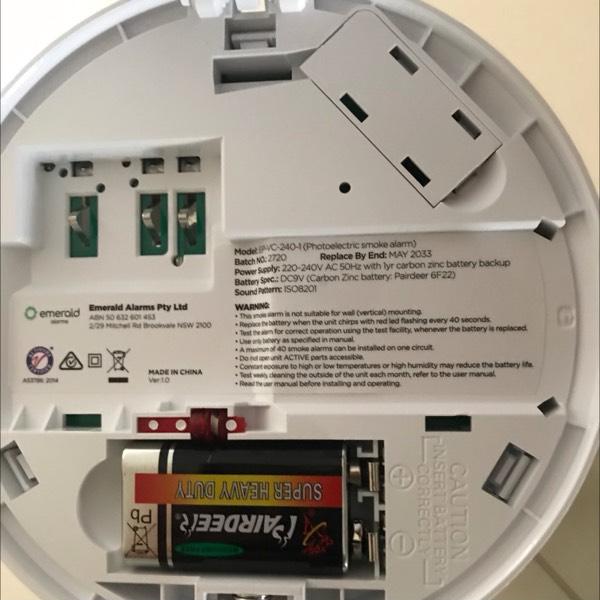 Model: EPVC-240-1 (Photoelectric smoke alarm)
Batch NO: 2720 Replace By End: MAY 2033
Power Supply: 220-240V AC 50Hz with 1yr carbon zinc battery backup
Battery Spec.: DC9V (Carbon Zinc battery: Pairdeer 6F22)
Sound Pattern: ISO8201
emerald
alarms
Emerald Alarms Pty Ltd
ABN 50 632 601 453
2/29 Mitchell Rd Brookvale NSW 2100
AS3786: 2014
MADE IN CHINA
Ver:1.0
WARNING:
• This smoke alarm is not suitable for wall (vertical) mounting.
• Replace the battery when the unit chirps with red led flashing every 40 seconds.
• Test the alarm for correct operation using the test facility, whenever the battery is replaced.
• Use only battery as specified in manual.
• A maximum of 40 smoke alarms can be installed on one circuit.
• Do not open unit ACTIVE parts accessible.
• Constant exposure to high or low temperatures or high humidity may reduce the battery life.
• Test weekly, cleaning the outside of the unit each month, refer to the user manual.
• Read the user manual before installing and operating.
CAUTION
INSERT BATTERY
CORRECTLY
SUPER HEAVY DUTY
PAIRDEER
Pb